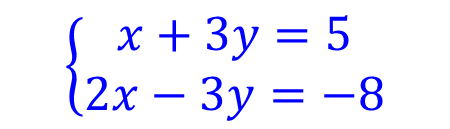 x + 3y = 5
2x − 3y = −8